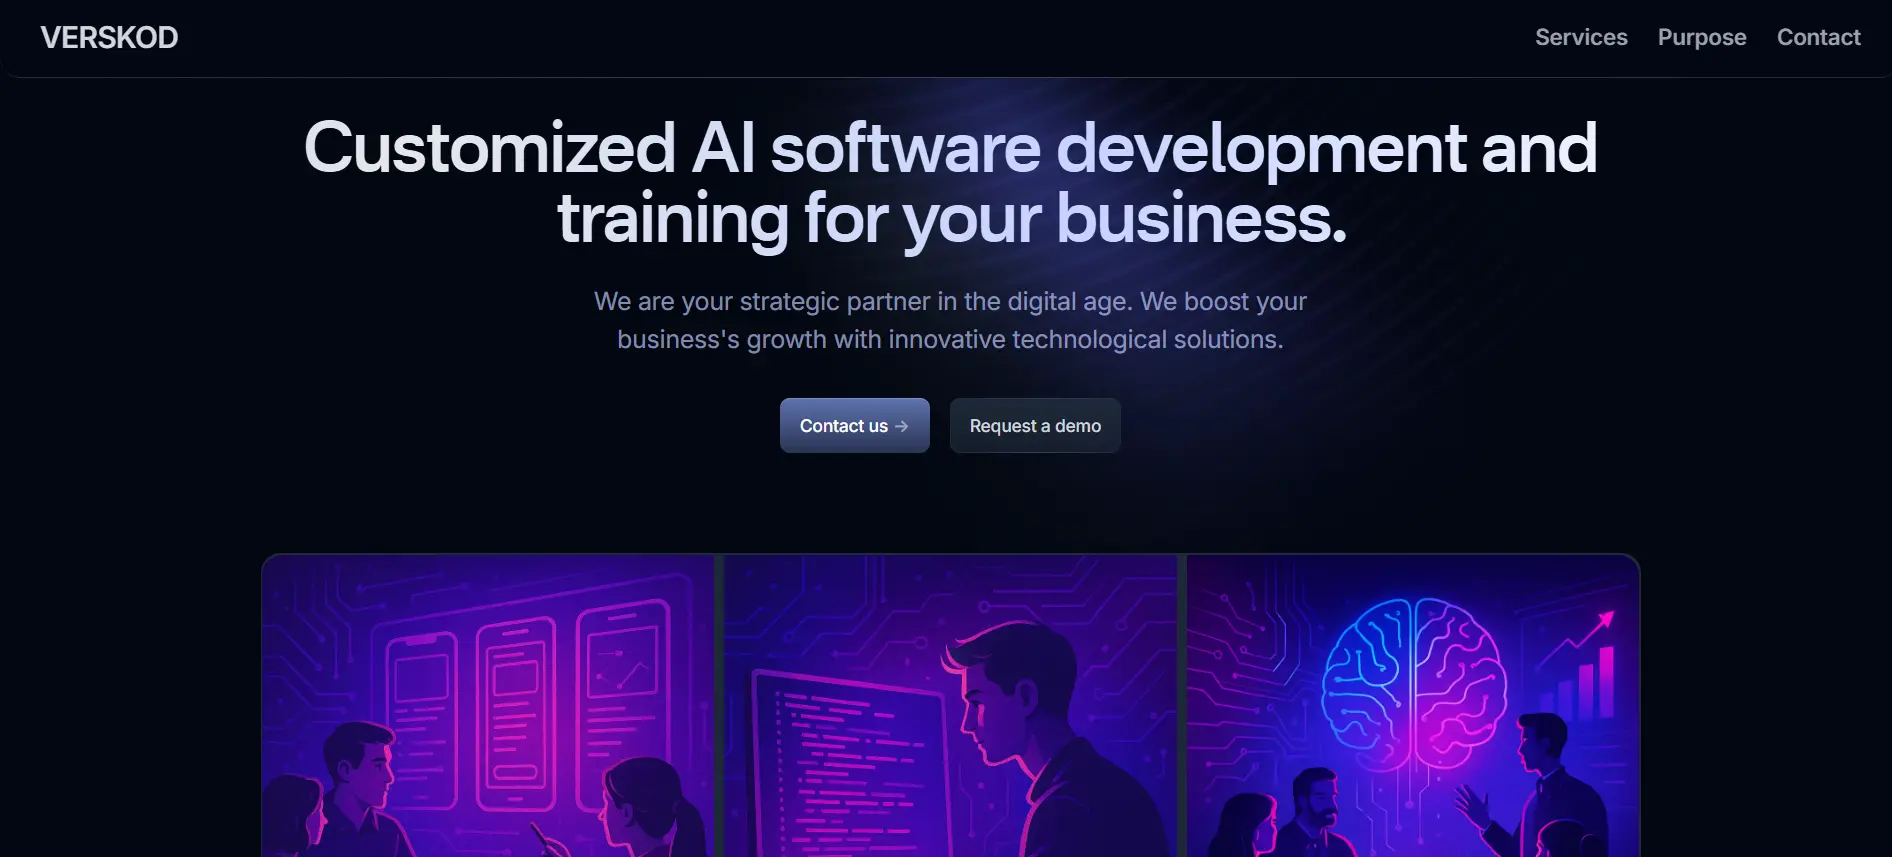 VERSKOD
Services
Purpose
Contact
Customized AI software development and
training for your business.
We are your strategic partner in the digital age. We boost your
business's growth with innovative technological solutions.
Contact us →
Request a demo